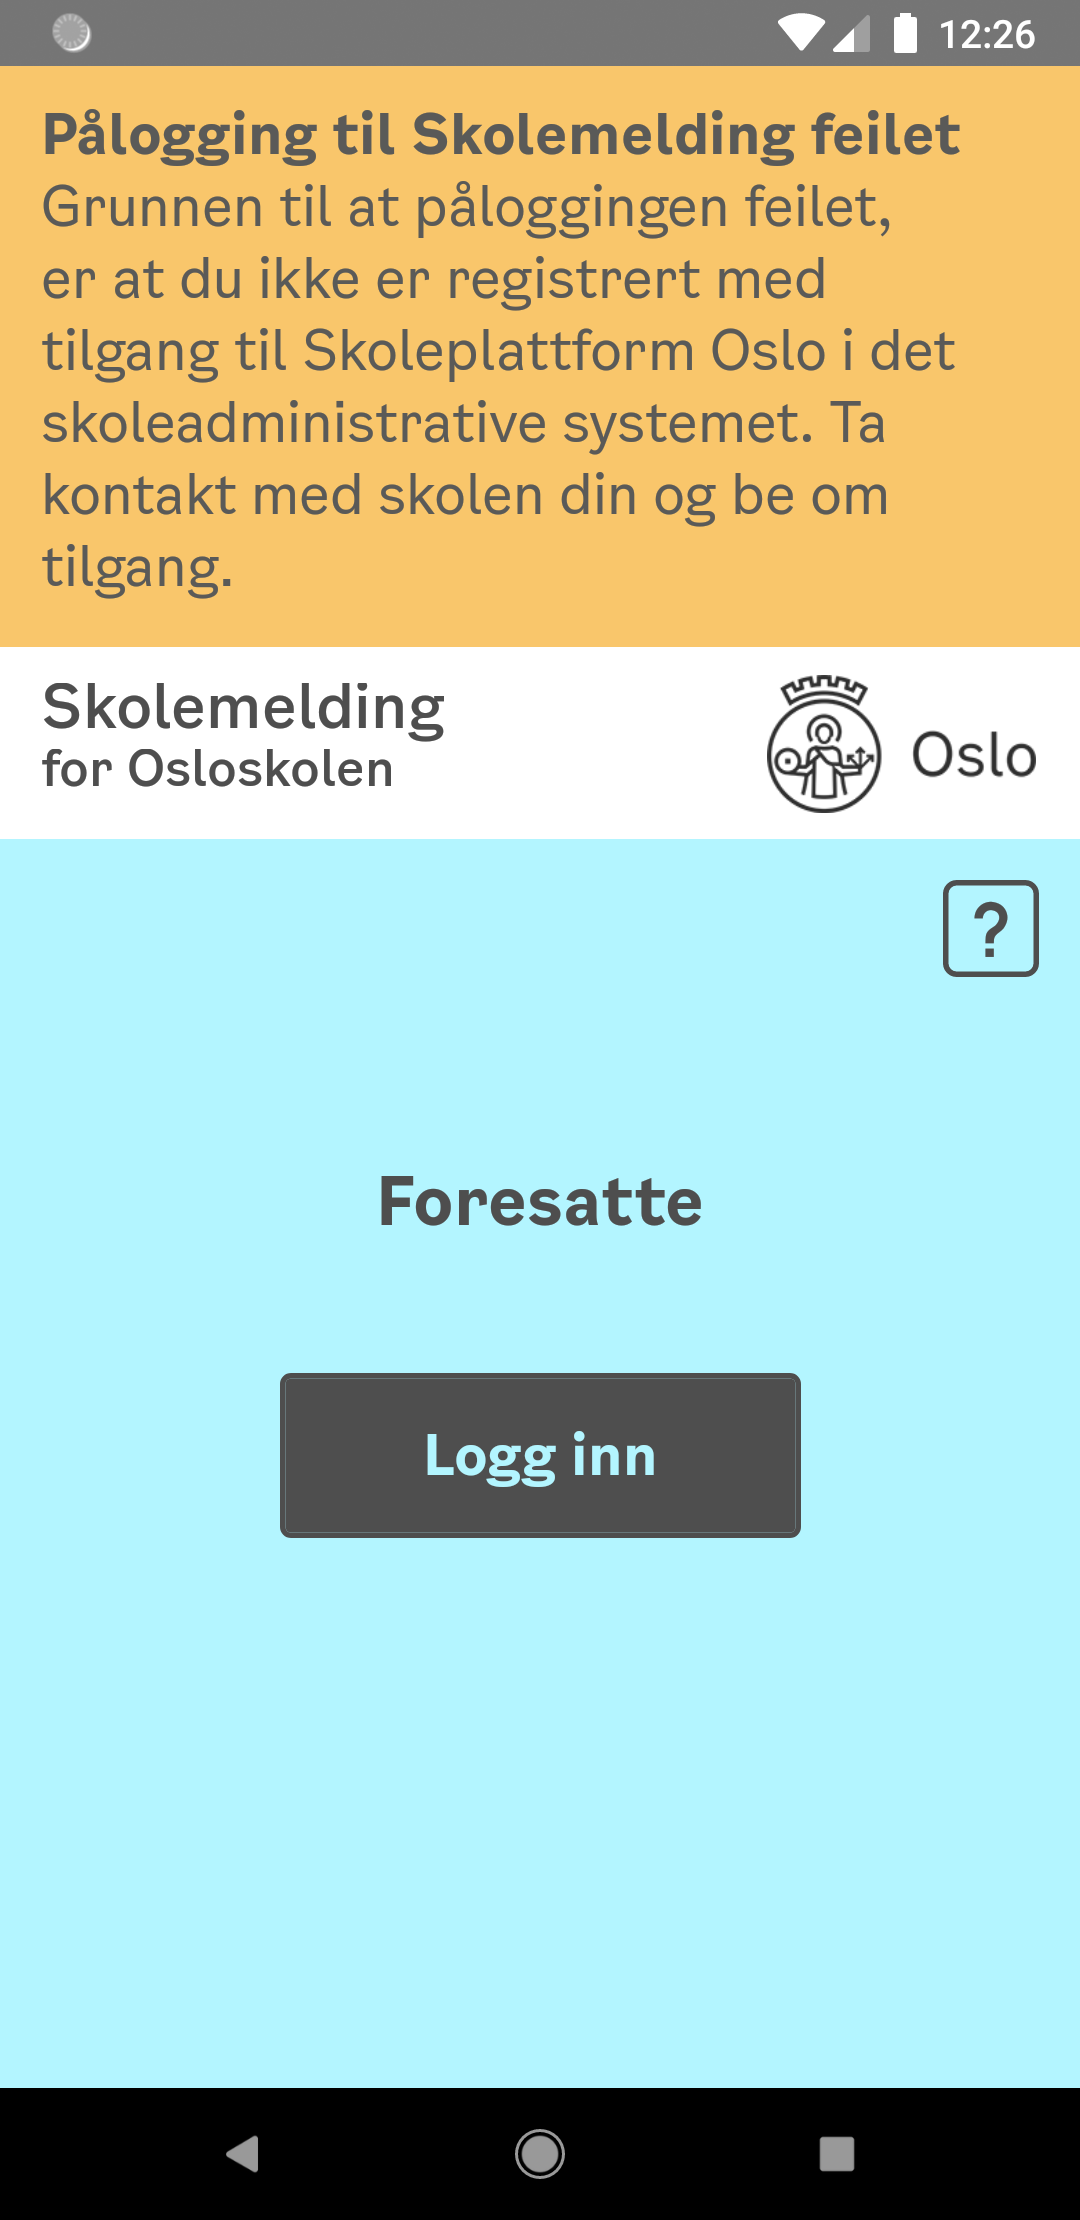 12:26
Pålogging til Skolemelding feilet
Grunnen til at påloggingen feilet,
er at du ikke er registrert med
tilgang til Skoleplattform Oslo i det
skoleadministrative systemet. Ta
kontakt med skolen din og be om
tilgang.
Skolemelding
for Osloskolen
Oslo
?
Foresatte
Logg inn